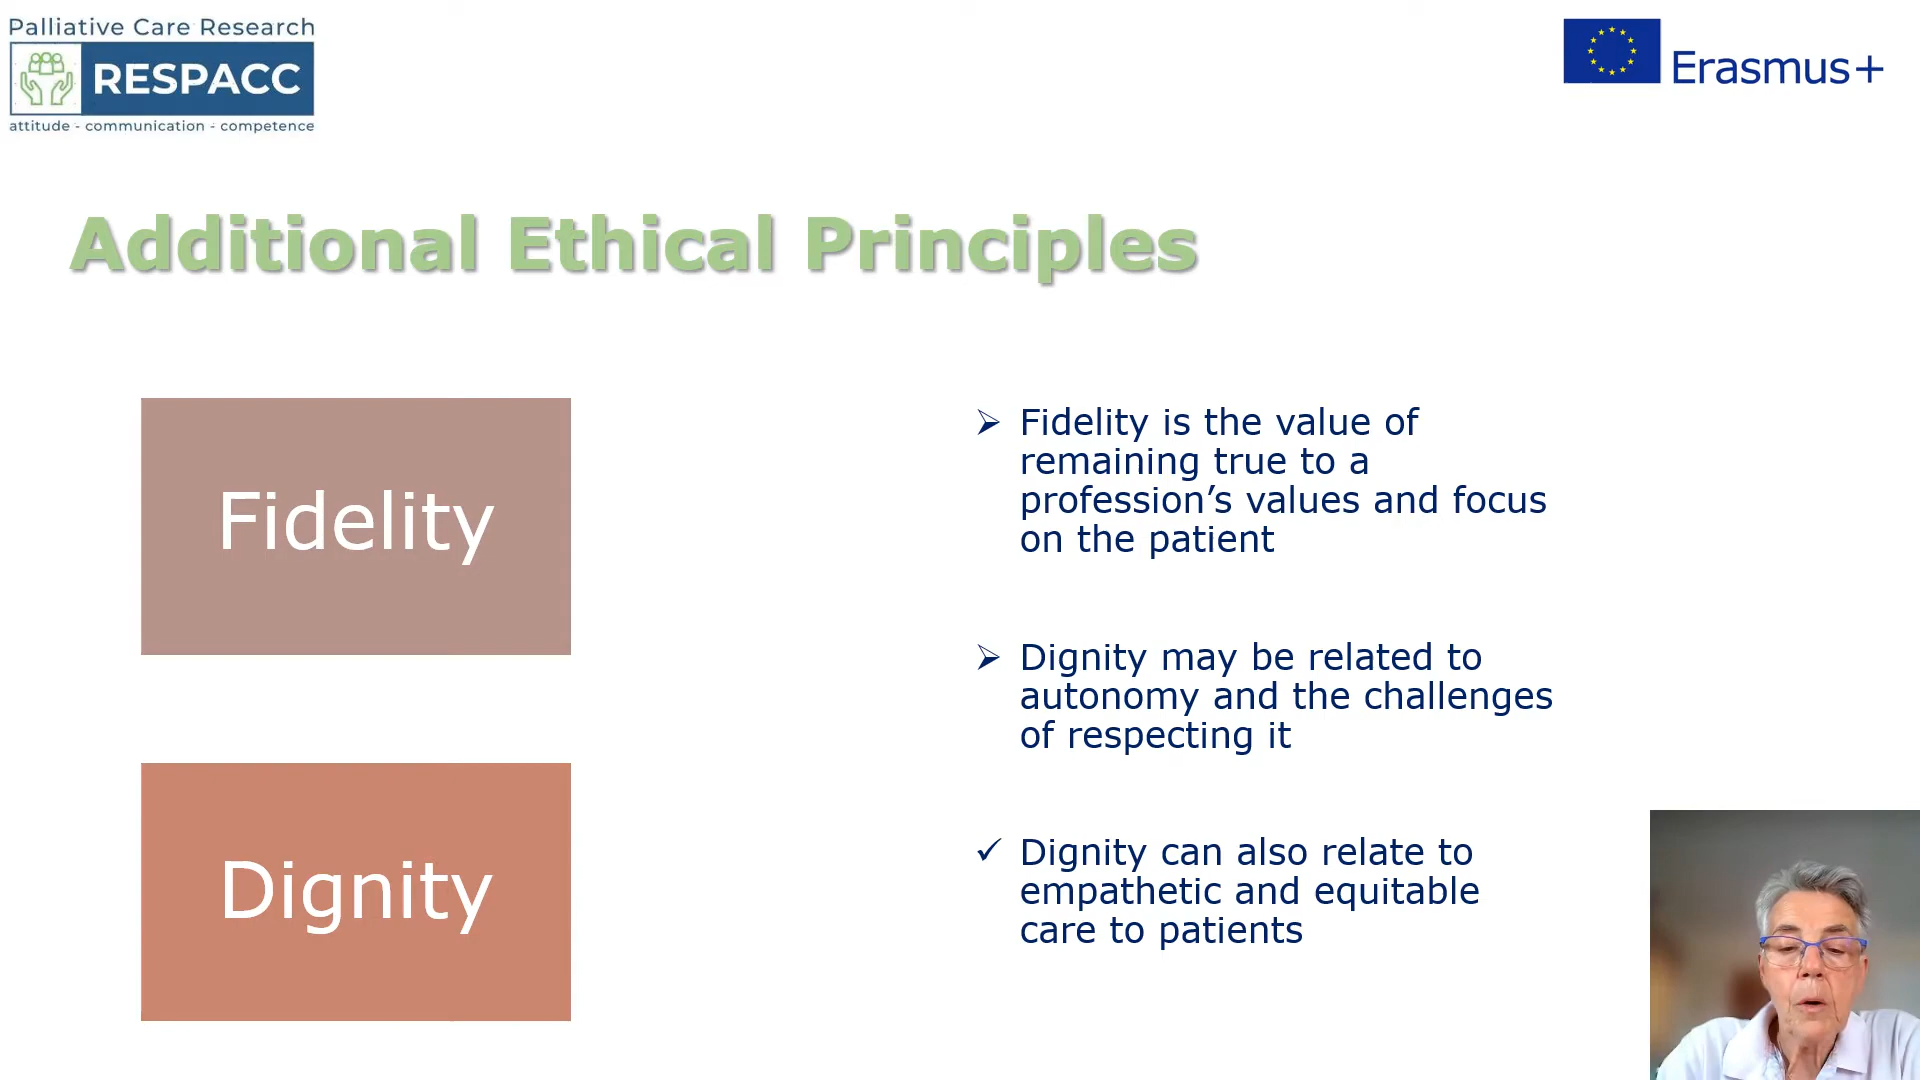 Palliative Care Research
RESPACC
attitude - communication - competence
Erasmus+
Additional Ethical Principles
Fidelity
➢ Fidelity is the value of
remaining true to a
profession’s values and focus
on the patient
➢ Dignity may be related to
autonomy and the challenges
of respecting it
Dignity
✓ Dignity can also relate to
empathetic and equitable
care to patients